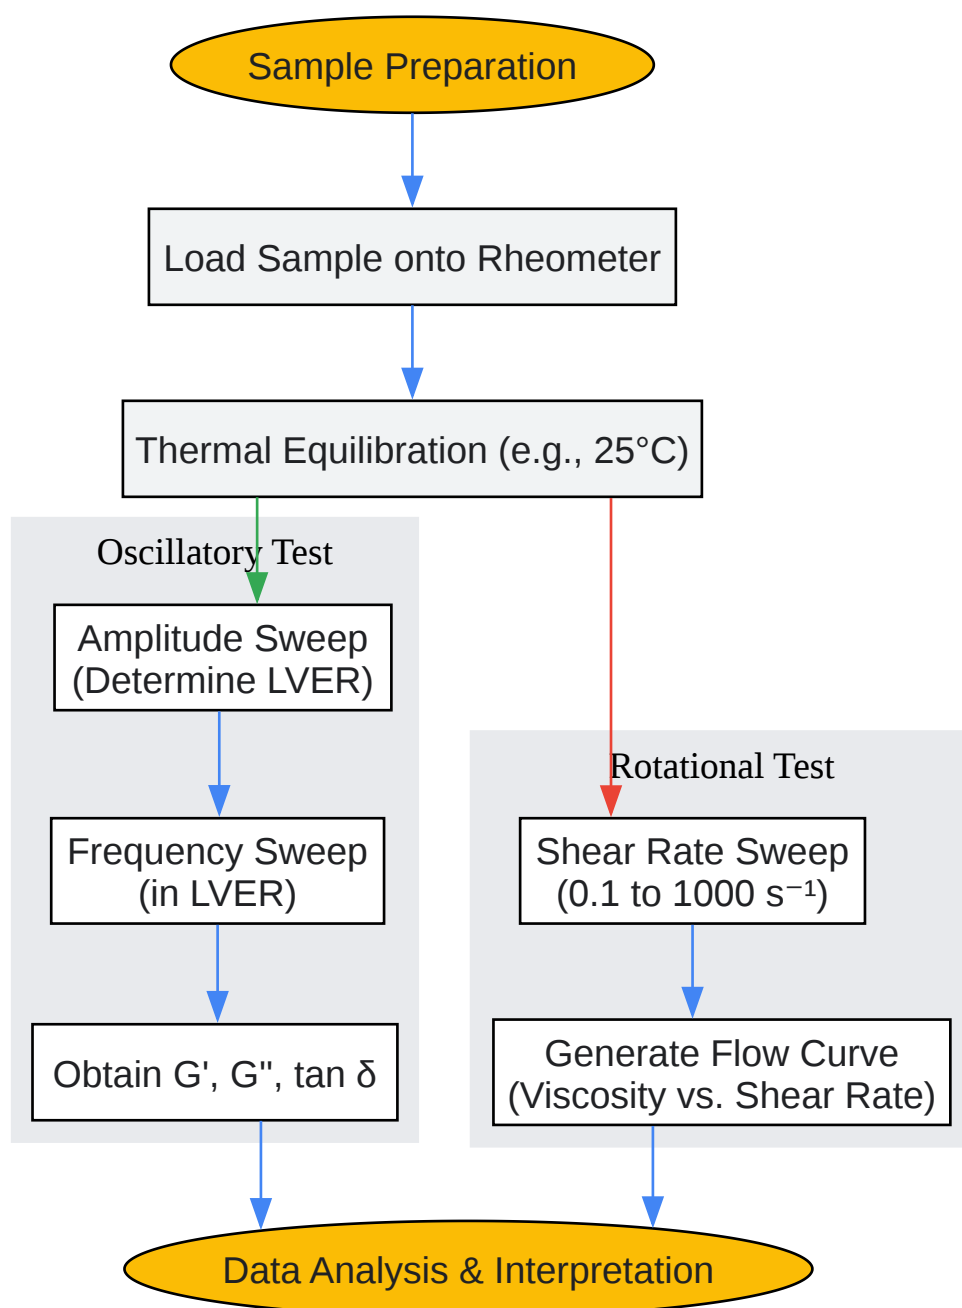 Sample Preparation
Load Sample onto Rheometer
Thermal Equilibration (e.g., 25°C)
Oscillatory Test
Amplitude Sweep
(Determine LVER)
Frequency Sweep
(in LVER)
Obtain G', G'', tan δ
Rotational Test
Shear Rate Sweep
(0.1 to 1000 s⁻¹)
Generate Flow Curve
(Viscosity vs. Shear Rate)
Data Analysis & Interpretation